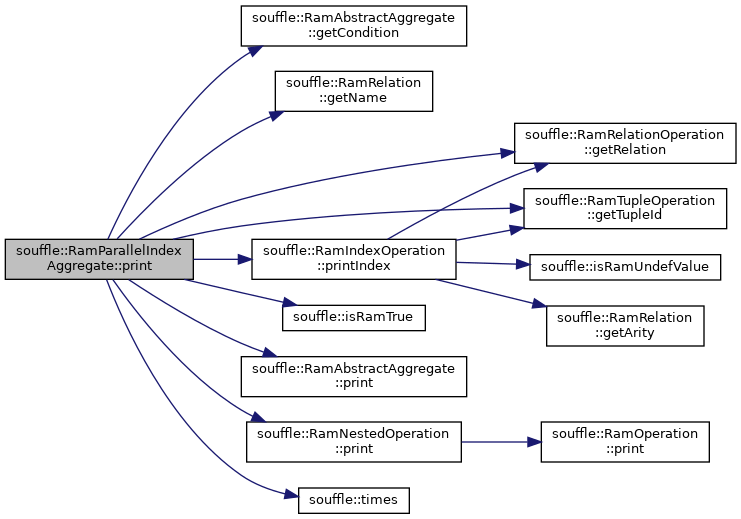 souffle::RamAbstractAggregate
::getCondition
souffle::RamRelation
::getName
souffle::RamRelationOperation
::getRelation
souffle::RamTupleOperation
::getTupleId
souffle::RamParallelIndex
Aggregate::print
souffle::RamIndexOperation
::printIndex
souffle::isRamUndefValue
souffle::isRamTrue
souffle::RamRelation
::getArity
souffle::RamAbstractAggregate
::print
souffle::RamNestedOperation
::print
souffle::RamOperation
::print
souffle::times